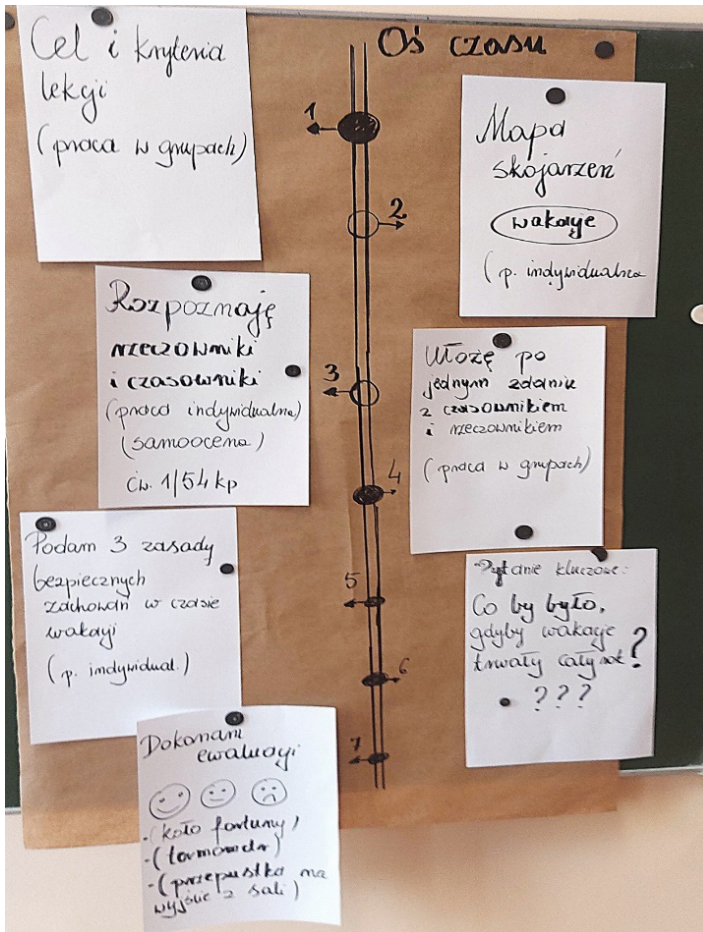 Oś czasu
Cel i kryteria
lekcji
(praca w grupach)
1
2
Mapa
skojarzeń
wakacje
(p. indywidualna
Rozpoznaję
rzeczowniki
i czasowniki
(praca indywidualna)
(samoocena)
ćw. 1/54 kp
3
4
Ułożę po
jednym zdaniu
z czasownikiem
i rzeczownikiem
(praca w grupach)
Podam 3 zasady
bezpiecznych
zachowań w czasie
wakacji
(p. indywidual.)
5
6
Pytanie kluczowe:
Co by było,
gdyby wakacje
trwały cały rok?
???
7
Dokonam
ewaluacji
-(koło fortuny)
-(
-(przepustka na
wyjście z sali)